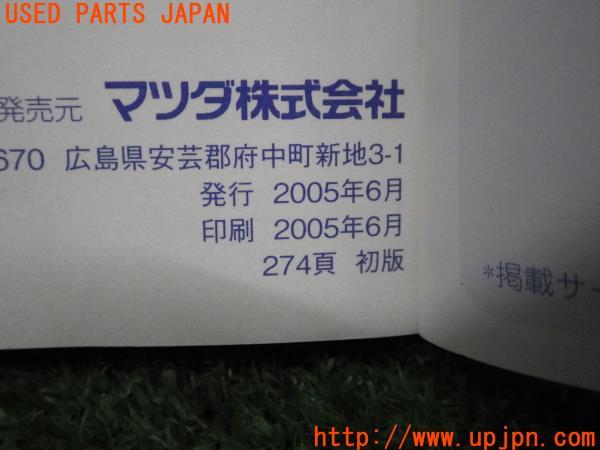 USED PARTS JAPAN
発売元 マツダ株式会社
670 広島県安芸郡府中町新地3-1
発行 2005年6月
印刷 2005年6月
274頁 初版
*掲載サー
http://www.upjpn.com/